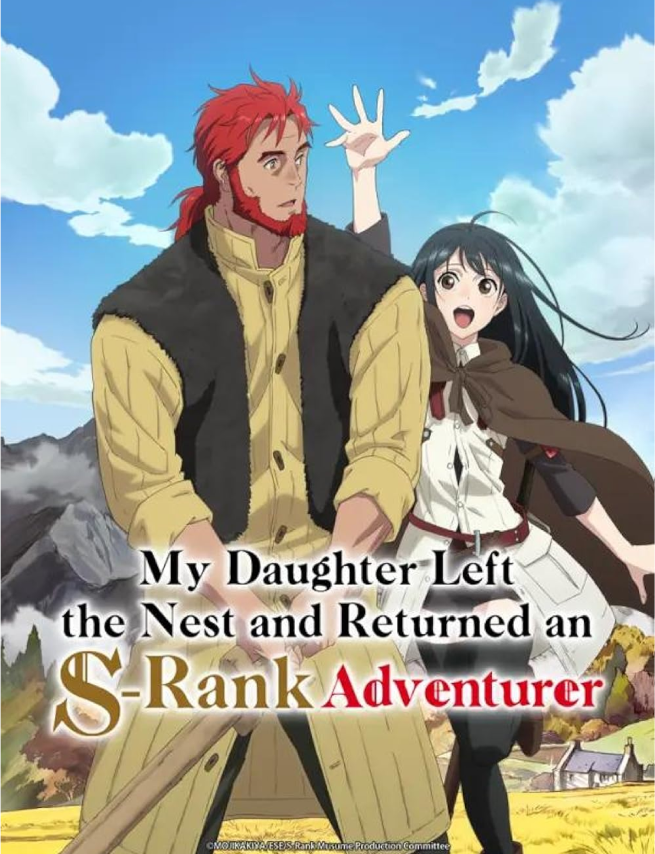 My Daughter Left
the Nest and Returned an
S-Rank Adventurer
©MOJIKAKIYA,ESE/S-Rank Musume Production Committee